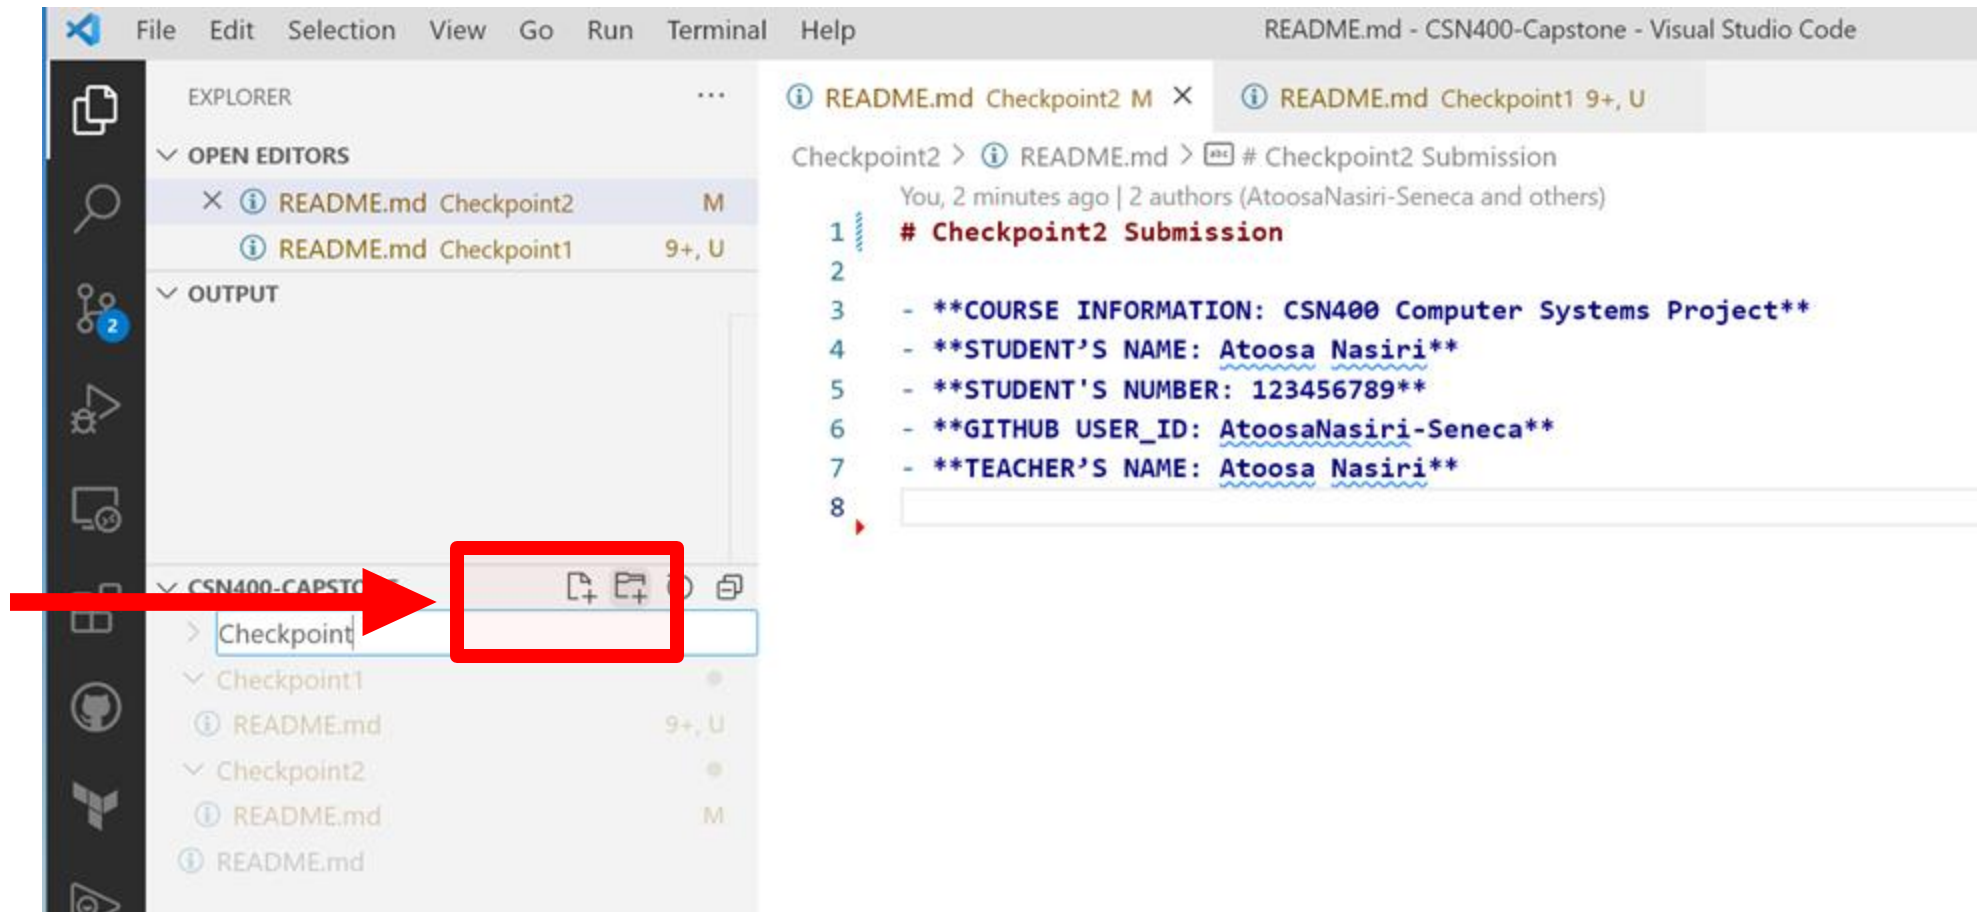 File Edit Selection View Go Run Terminal Help README.md - CSN400-Capstone - Visual Studio Code
EXPLORER
README.md Checkpoint2 M
README.md Checkpoint1 9+, U
OPEN EDITORS
README.md Checkpoint2 M
README.md Checkpoint1 9+, U
OUTPUT
2
CSN400-CAPSTO
Checkpoint
Checkpoint1
README.md 9+, U
Checkpoint2
README.md M
README.md
Checkpoint2 > README.md > abc # Checkpoint2 Submission
You, 2 minutes ago | 2 authors (AtoosaNasiri-Seneca and others)
1 # Checkpoint2 Submission
2
3 - **COURSE INFORMATION: CSN400 Computer Systems Project**
4 - **STUDENT’S NAME: Atoosa Nasiri**
5 - **STUDENT'S NUMBER: 123456789**
6 - **GITHUB USER_ID: AtoosaNasiri-Seneca**
7 - **TEACHER’S NAME: Atoosa Nasiri**
8